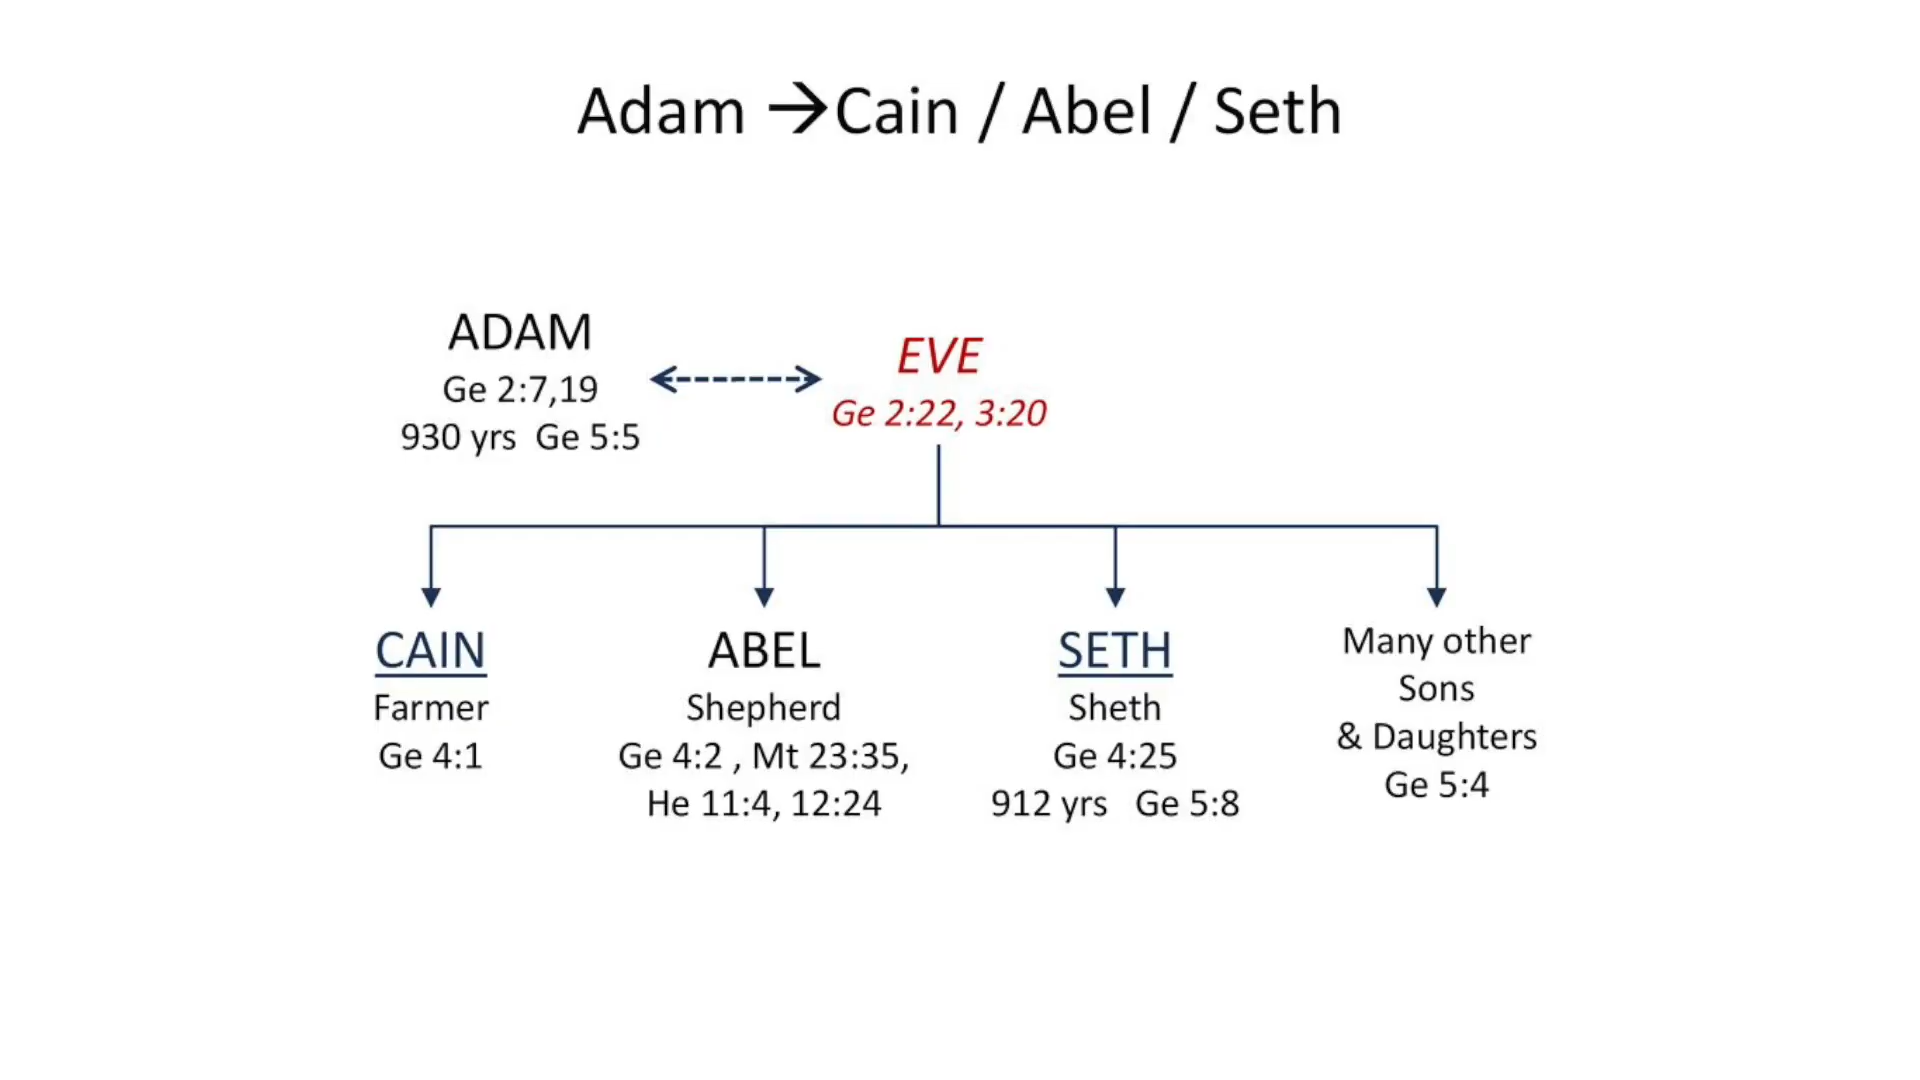 Adam →Cain / Abel / Seth
ADAM
Ge 2:7,19
930 yrs  Ge 5:5
EVE
Ge 2:22, 3:20
CAIN
Farmer
Ge 4:1
ABEL
Shepherd
Ge 4:2 , Mt 23:35,
He 11:4, 12:24
SETH
Sheth
Ge 4:25
912 yrs   Ge 5:8
Many other
Sons
& Daughters
Ge 5:4